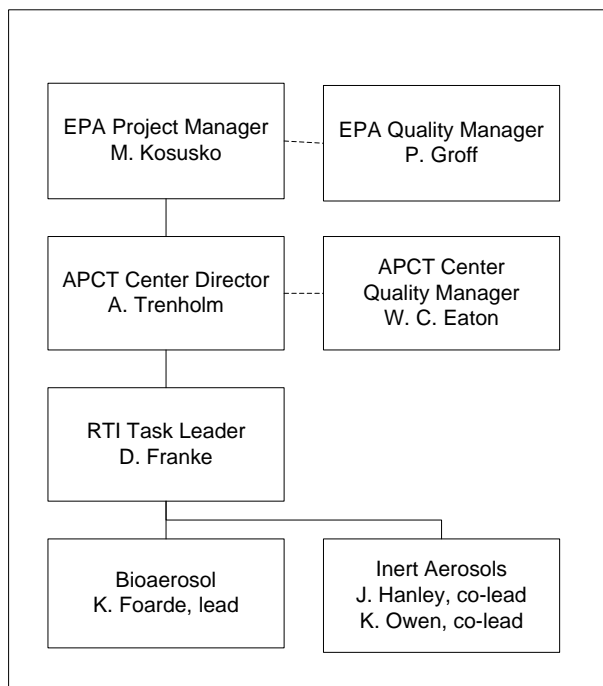 EPA Project Manager
M. Kosusko
EPA Quality Manager
P. Groff
APCT Center Director
A. Trenholm
APCT Center
Quality Manager
W. C. Eaton
RTI Task Leader
D. Franke
Bioaerosol
K. Foarde, lead
Inert Aerosols
J. Hanley, co-lead
K. Owen, co-lead